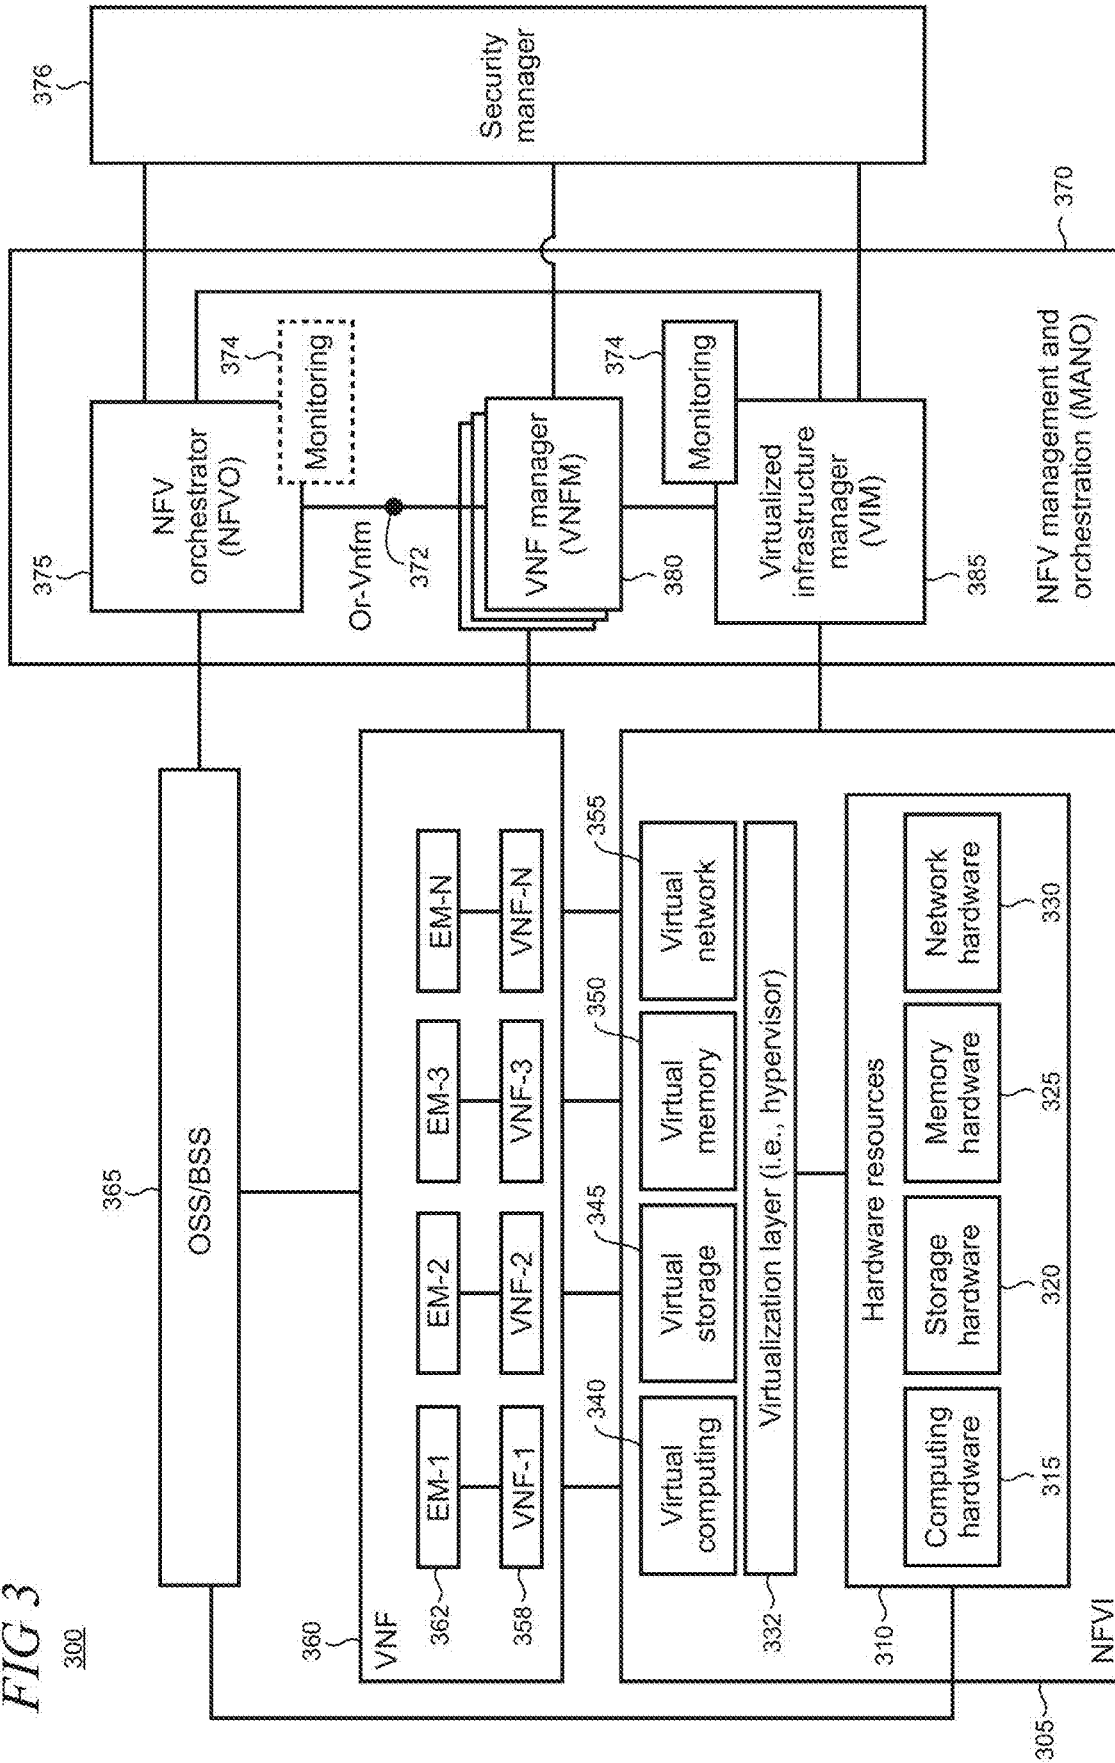 FIG 3
300
365
OSS/BSS
360
VNF
EM-1
EM-2
EM-3
EM-N
362
VNF-1
VNF-2
VNF-3
VNF-N
358
340
345
350
355
Virtual
computing
Virtual
storage
Virtual
memory
Virtual
network
332
Virtualization layer (i.e., hypervisor)
310
Hardware resources
Computing
hardware
Storage
hardware
Memory
hardware
Network
hardware
315
320
325
330
305
NFVI
375
NFV
orchestrator
(NFVO)
374
Monitoring
Or-Vnfm
372
VNF manager
(VNFM)
380
374
Monitoring
Virtualized
infrastructure
manager
(VIM)
385
NFV management and
orchestration (MANO)
370
376
Security
manager